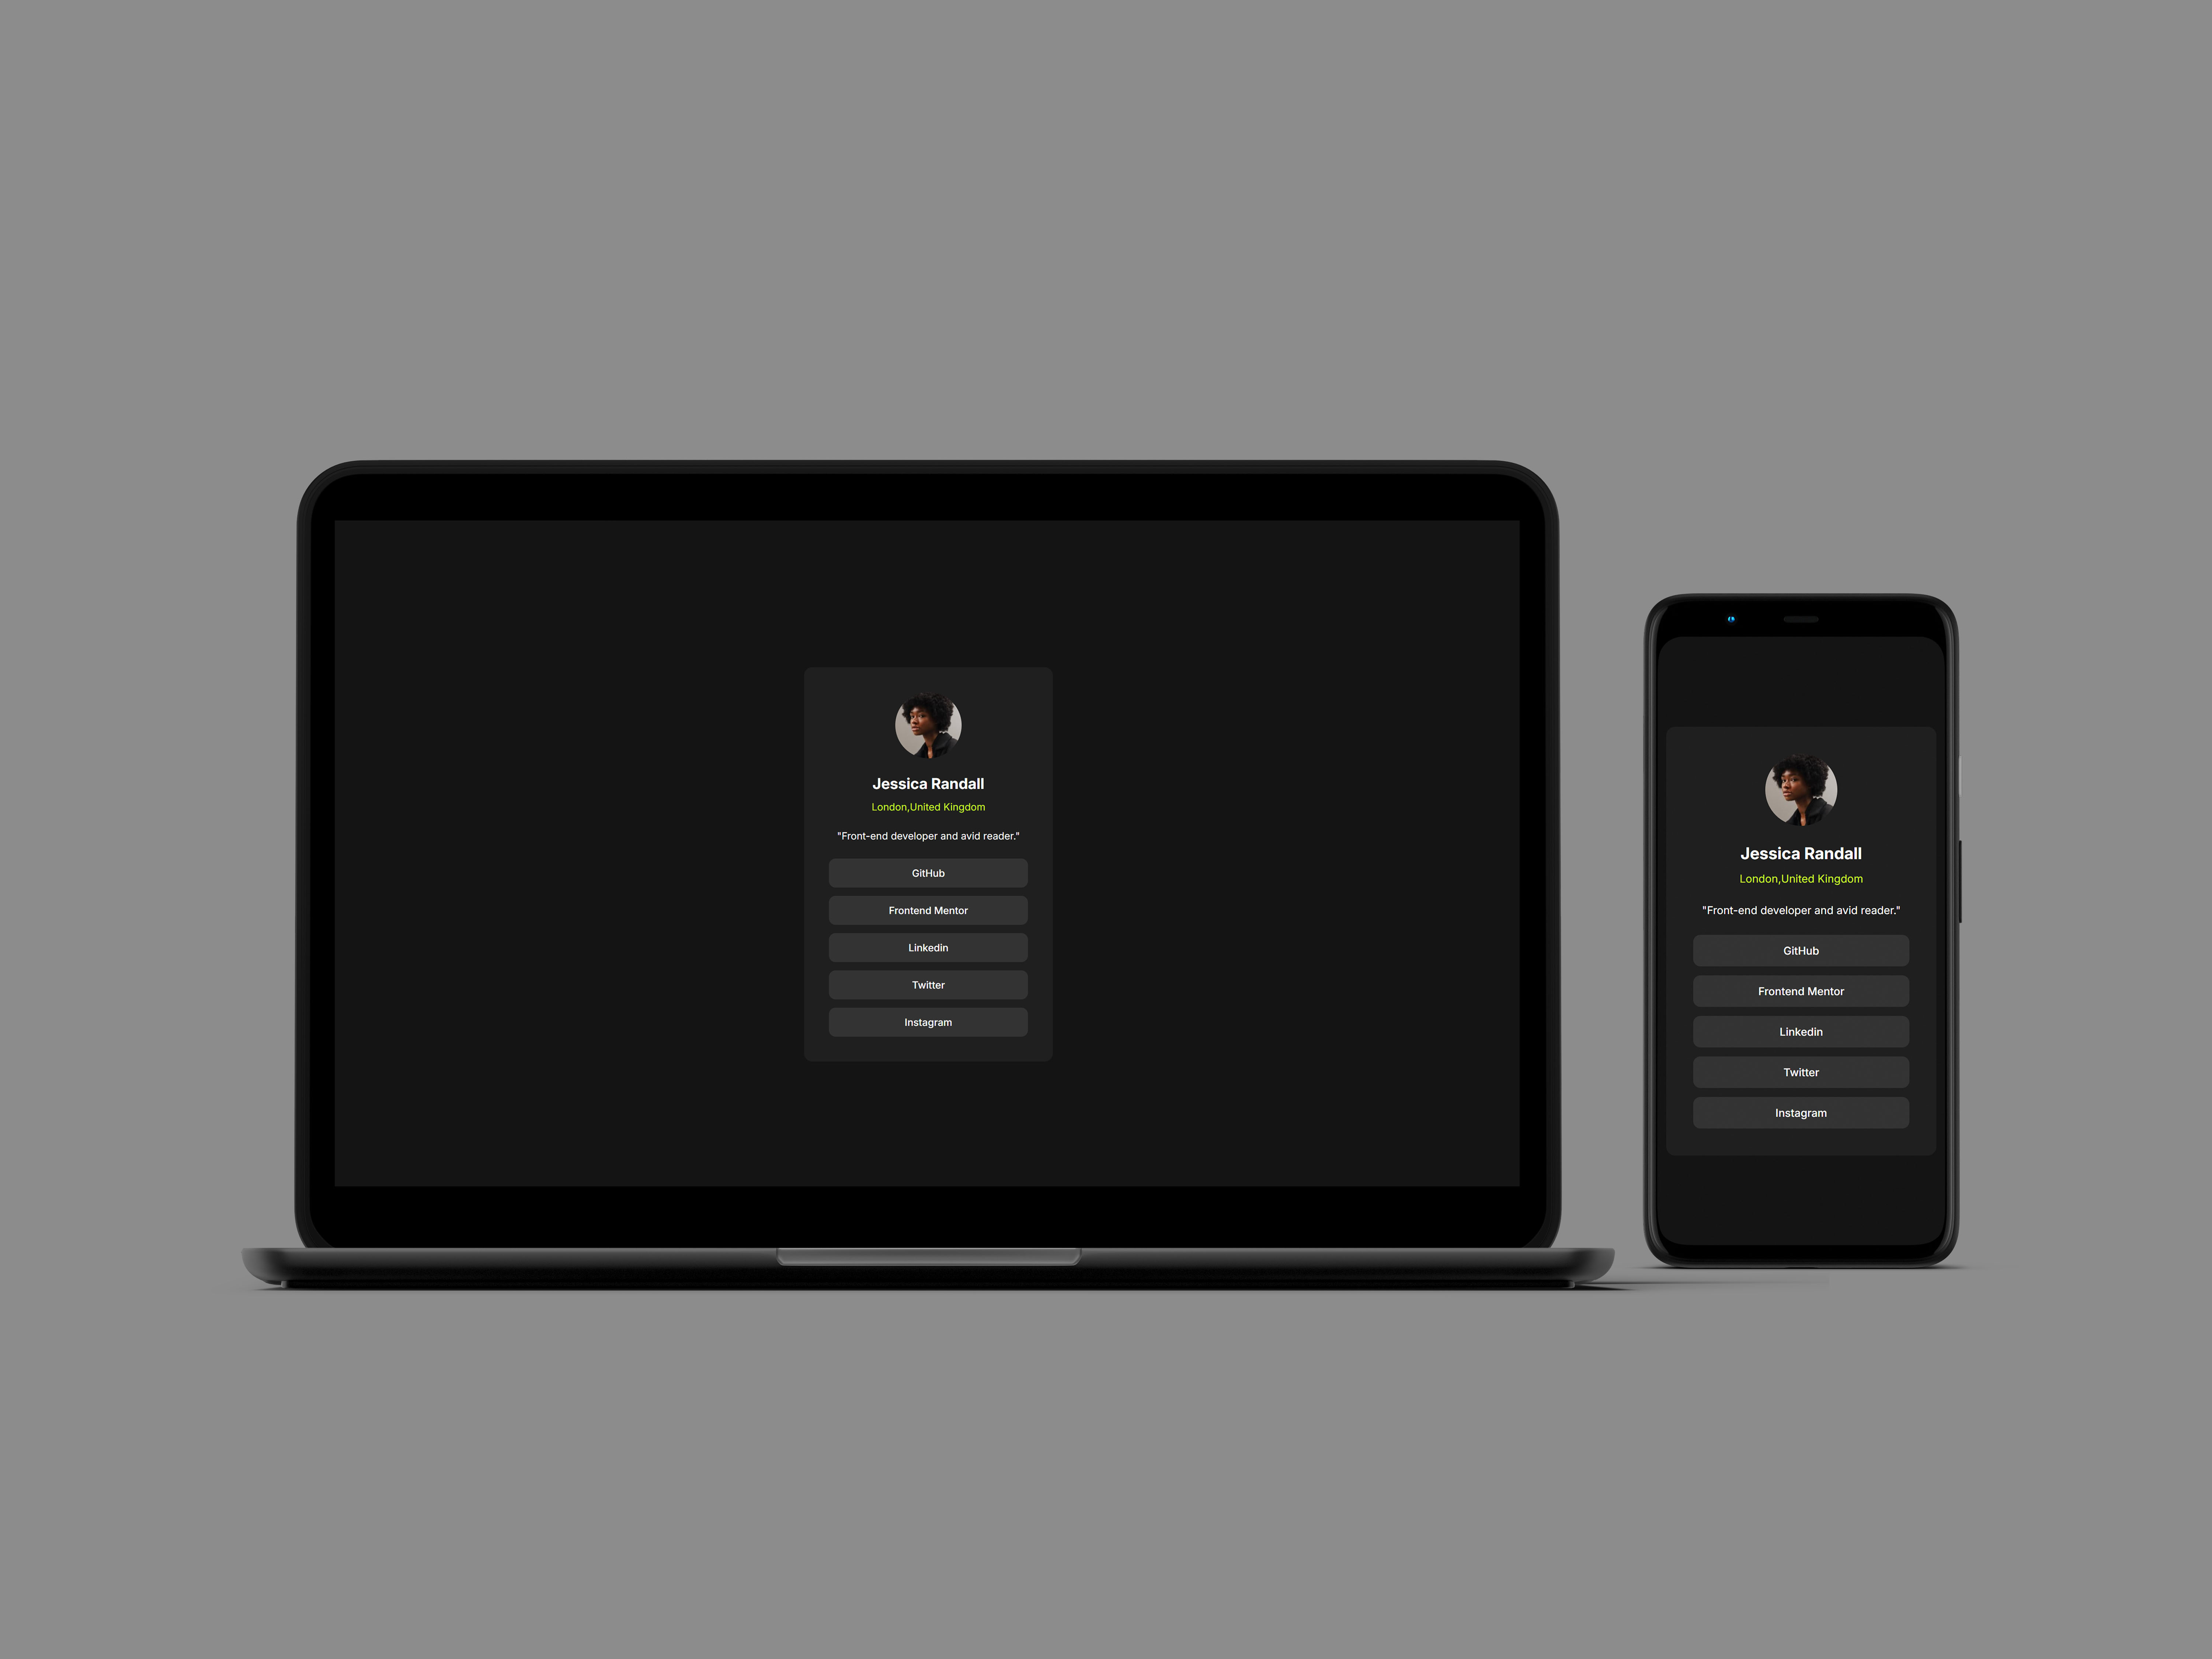 Jessica Randall
London,United Kingdom
"Front-end developer and avid reader."
GitHub
Frontend Mentor
Linkedin
Twitter
Instagram
Jessica Randall
London,United Kingdom
"Front-end developer and avid reader."
GitHub
Frontend Mentor
Linkedin
Twitter
Instagram